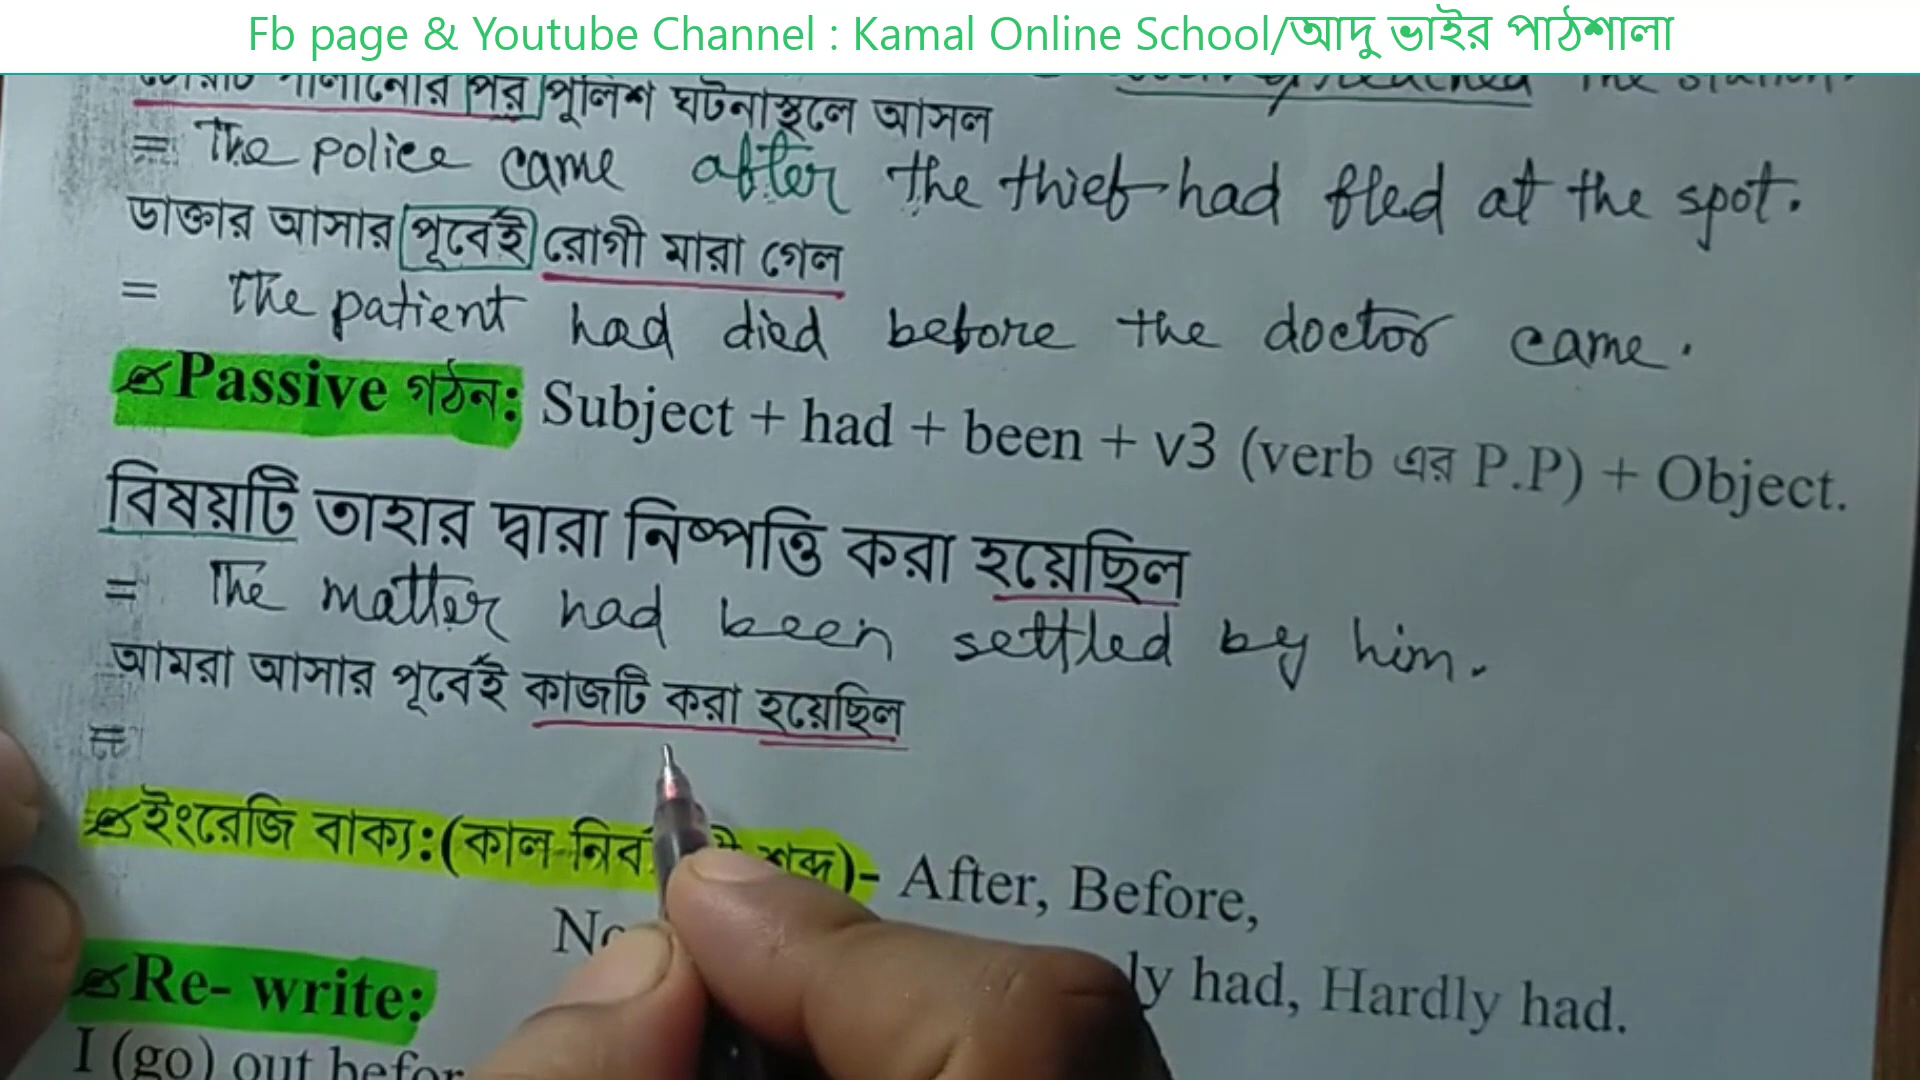 Fb page & Youtube Channel : Kamal Online School/আদু ভাইর পাঠশালা
পালানোর পর পুলিশ ঘটনাস্থলে আসল
= The police came after the thief had fled at the spot.
ডাক্তার আসার পূর্বেই রোগী মারা গেল
= The patient had died before the doctor came.
Passive গঠন: Subject + had + been + v3 (verb এর P.P) + Object.
বিষয়টি তাহার দ্বারা নিষ্পত্তি করা হয়েছিল
= The matter had been settled by him.
আমরা আসার পূর্বেই কাজটি করা হয়েছিল
=
ইংরেজি বাক্য:(কাল শব্দ)- After, Before,
had, Hardly had.
Re- write:
I (go) out